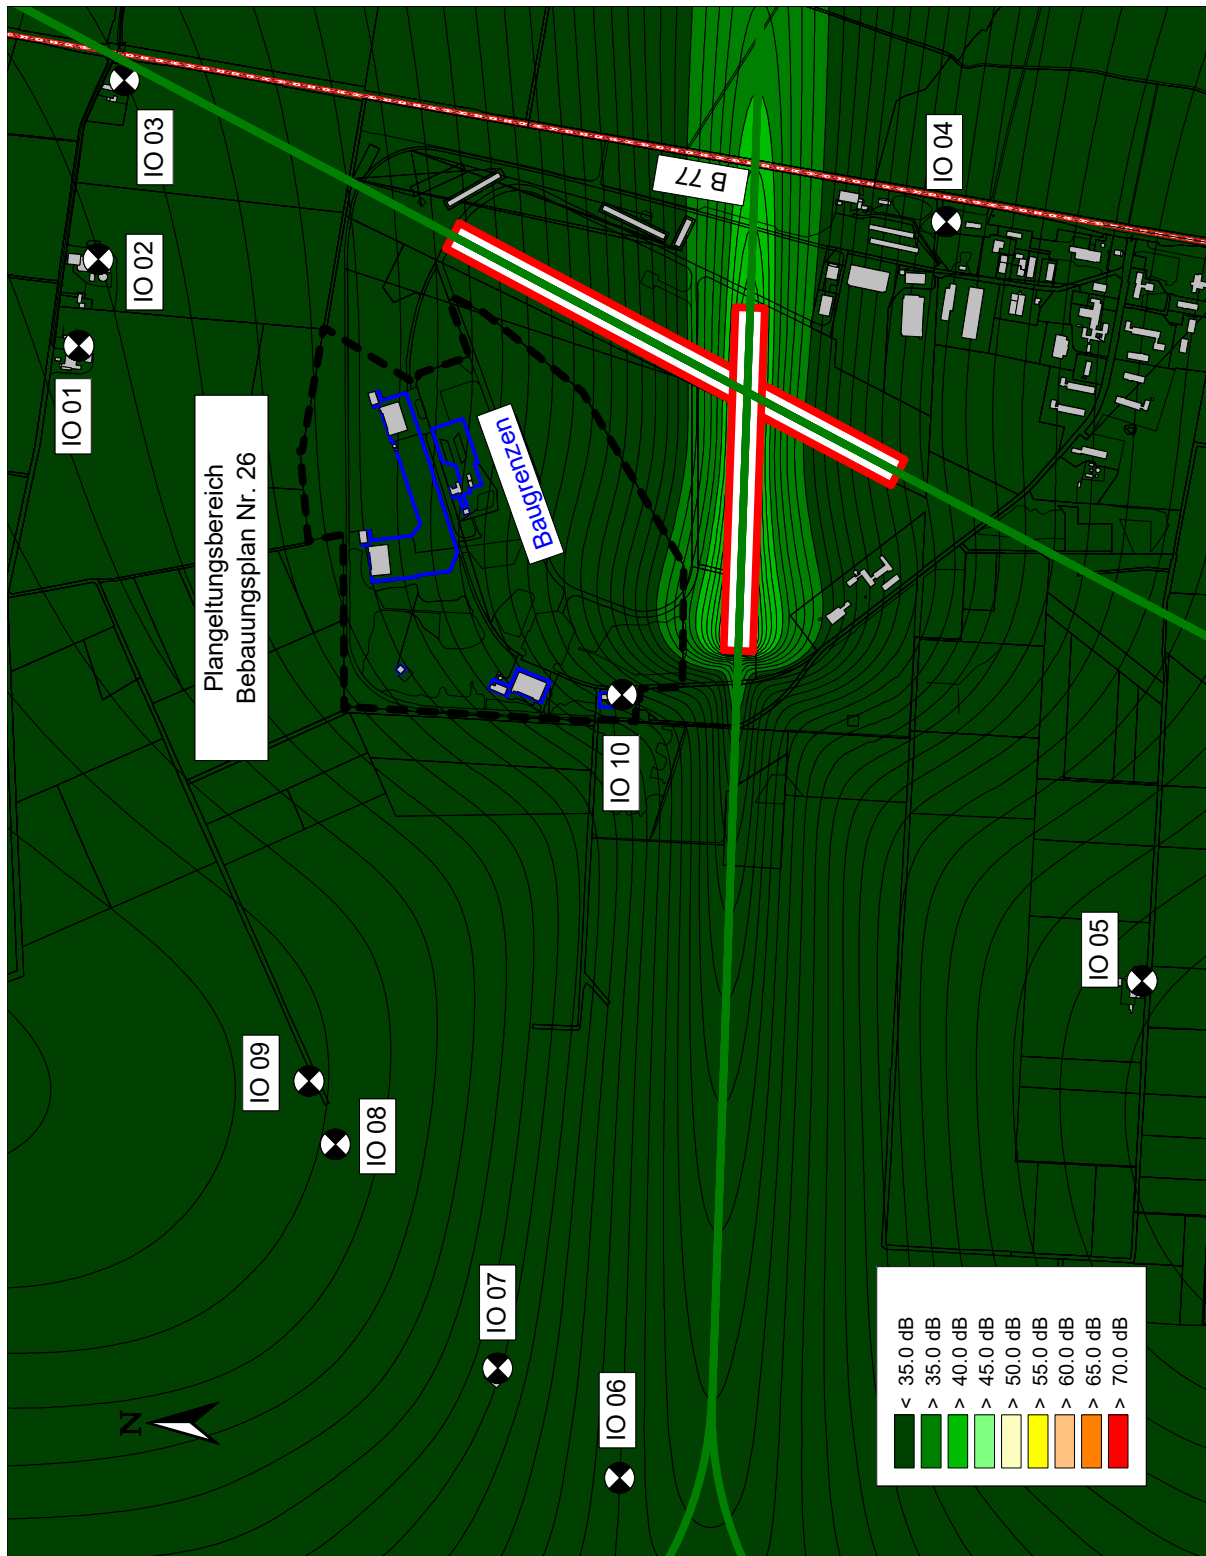 IO 03
IO 02
IO 01
IO 04
B 77
Plangeltungsbereich
Bebauungsplan Nr. 26
Baugrenzen
IO 10
IO 05
IO 09
IO 08
IO 07
IO 06
N
< 35.0 dB
> 35.0 dB
> 40.0 dB
> 45.0 dB
> 50.0 dB
> 55.0 dB
> 60.0 dB
> 65.0 dB
> 70.0 dB